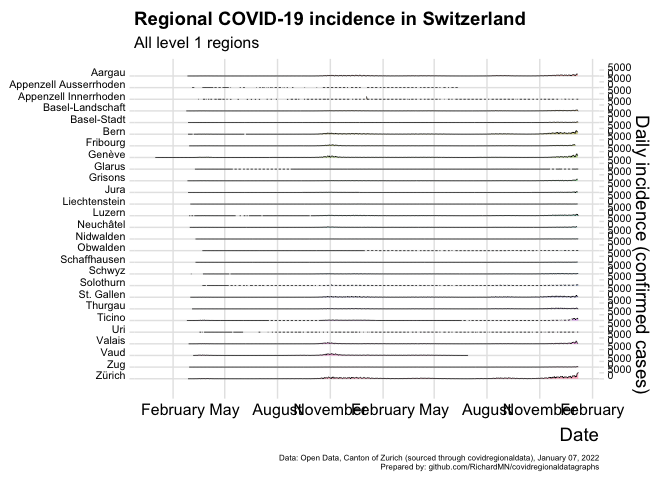 Regional COVID-19 incidence in Switzerland
All level 1 regions
Aargau
Appenzell Ausserrhoden
Appenzell Innerrhoden
Basel-Landschaft
Basel-Stadt
Bern
Fribourg
Genève
Glarus
Grisons
Jura
Liechtenstein
Luzern
Neuchâtel
Nidwalden
Obwalden
Schaffhausen
Schwyz
Solothurn
St. Gallen
Thurgau
Ticino
Uri
Valais
Vaud
Zug
Zürich
5000
0
5000
0
5000
0
5000
0
5000
0
5000
0
5000
0
5000
0
5000
0
5000
0
5000
0
5000
0
5000
0
5000
0
5000
0
5000
0
5000
0
5000
0
5000
0
5000
0
5000
0
5000
0
5000
0
5000
0
5000
0
5000
0
5000
0
Daily incidence (confirmed cases)
February May August November February May August November February
Date
Data: Open Data, Canton of Zurich (sourced through covidregionaldata), January 07, 2022
Prepared by: github.com/RichardMN/covidregionaldatagraphs